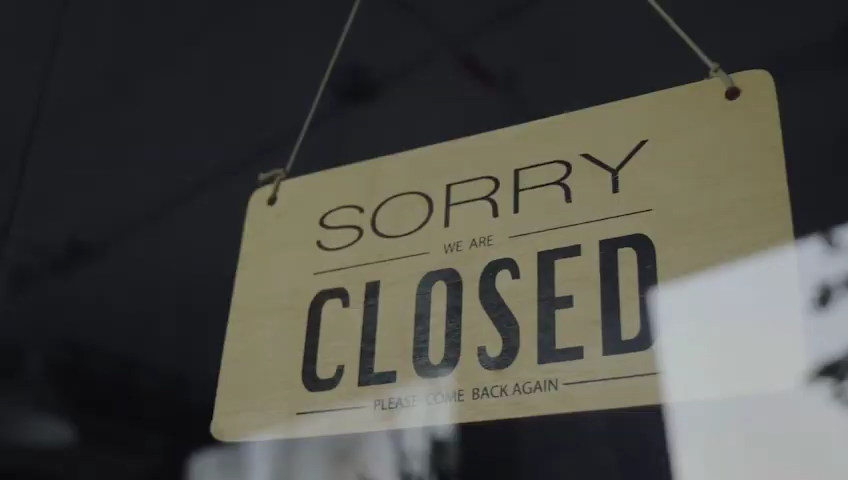 SORRY
WE ARE
CLOSED
PLEASE COME BACK AGAIN